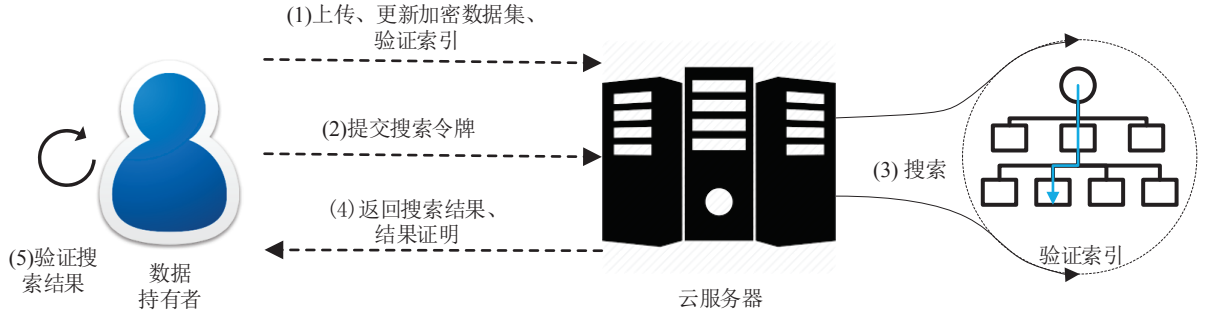 (1)上传、更新加密数据集、
验证索引
(2)提交搜索令牌
(3) 搜索
(4) 返回搜索结果、
结果证明
(5)验证搜
索结果
数据
持有者
云服务器
验证索引